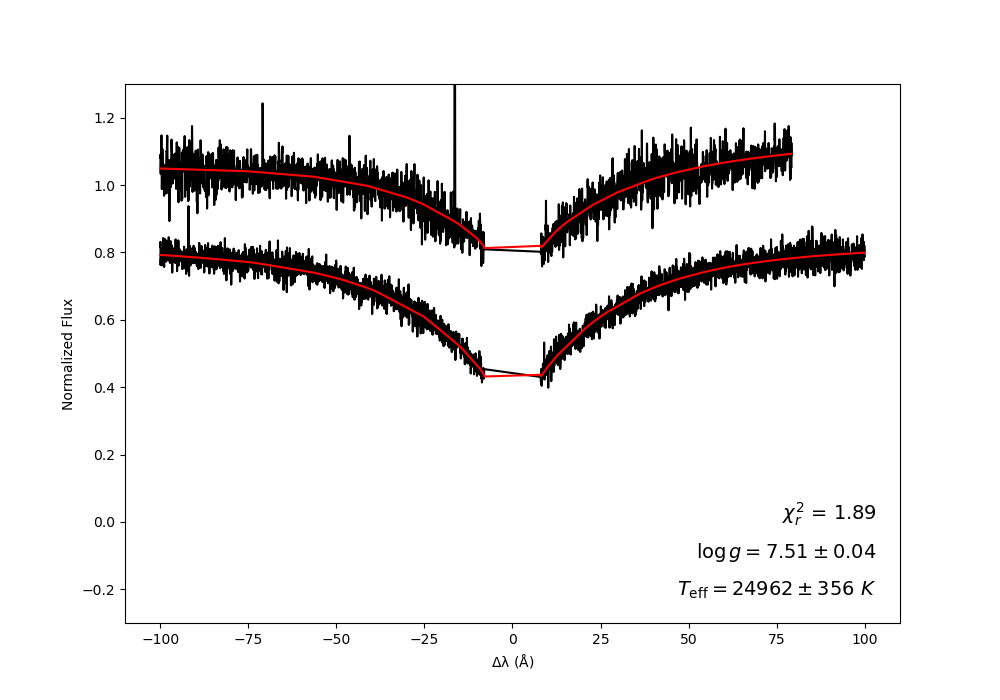 1.2
1.0
0.8
0.6
0.4
0.2
0.0
−0.2
Normalized Flux
χ²ᵣ = 1.89
log g = 7.51 ± 0.04
T_eff = 24962 ± 356 K
−100 −75 −50 −25 0 25 50 75 100
Δλ (Å)